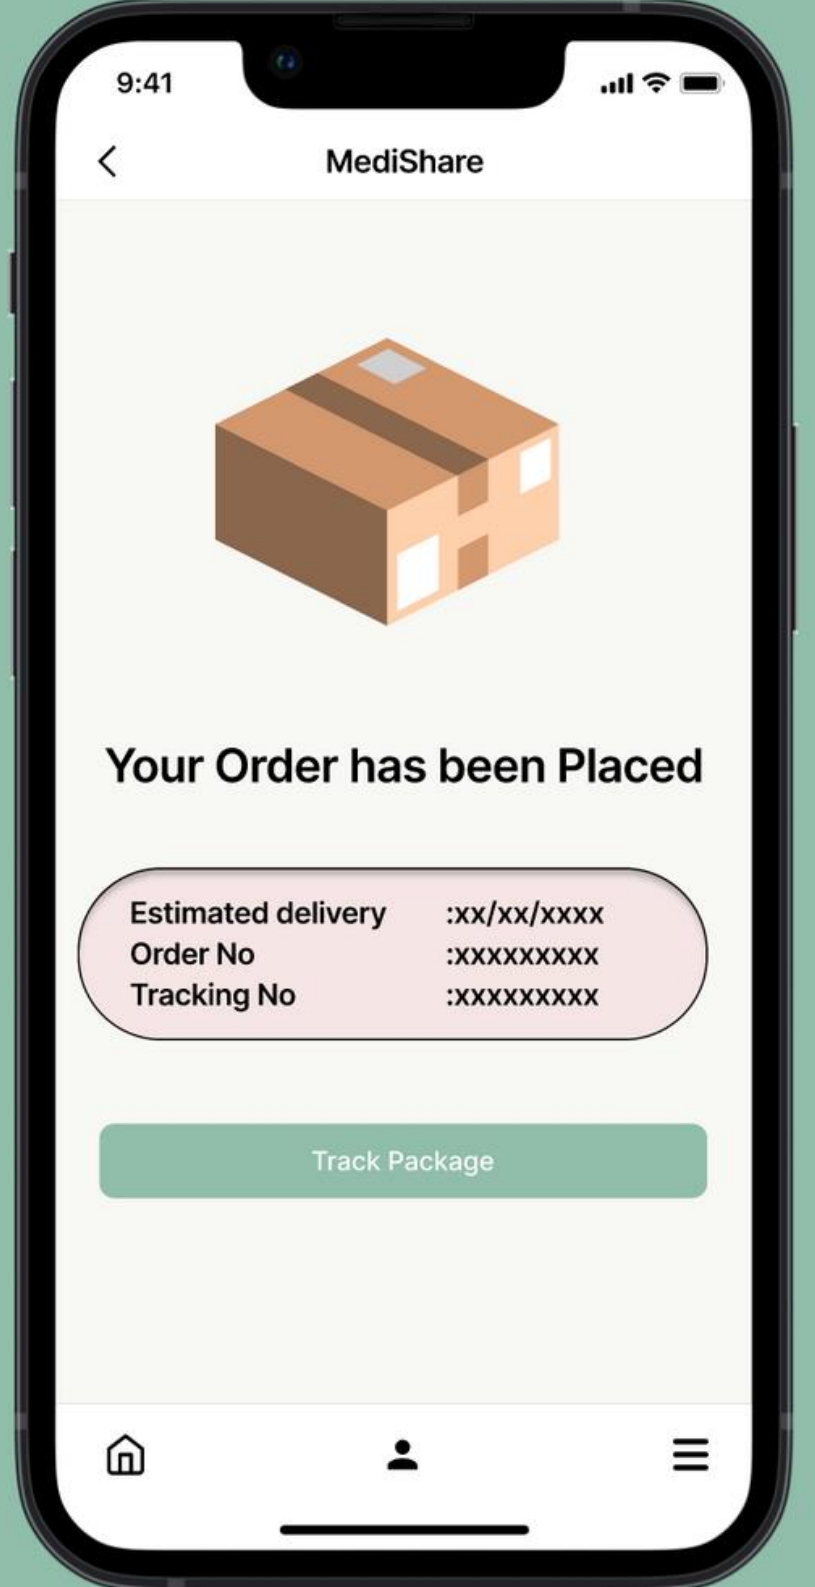 9:41
MediShare
Your Order has been Placed
Estimated delivery :xx/xx/xxxx
Order No :xxxxxxxxx
Tracking No :xxxxxxxxx
Track Package